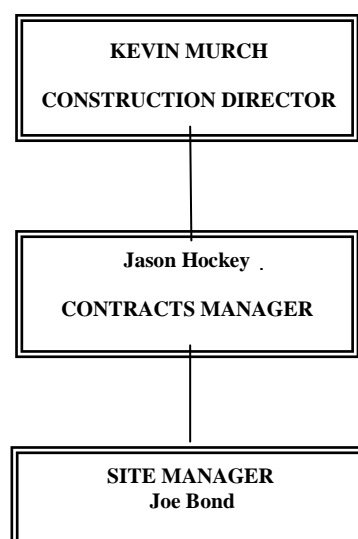 KEVIN MURCH
CONSTRUCTION DIRECTOR
Jason Hockey .
CONTRACTS MANAGER
SITE MANAGER
Joe Bond